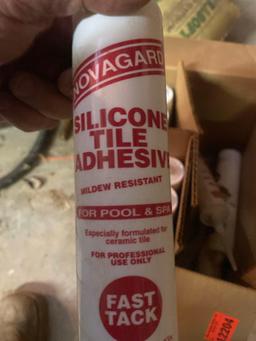 NOVAGARD
SILICONE
TILE
ADHESIVE
MILDEW RESISTANT
FOR POOL & SPA
Especially formulated for
ceramic tile
FOR PROFESSIONAL
USE ONLY
FAST
TACK
12204